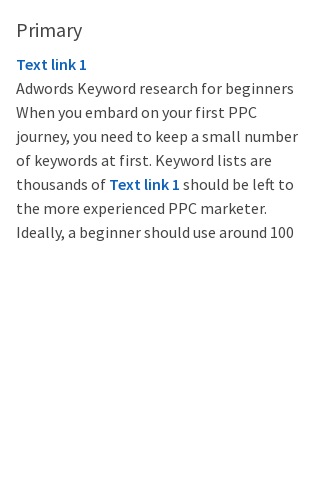 Primary
Text link 1
Adwords Keyword research for beginners
When you embard on your first PPC
journey, you need to keep a small number
of keywords at first. Keyword lists are
thousands of Text link 1 should be left to
the more experienced PPC marketer.
Ideally, a beginner should use around 100